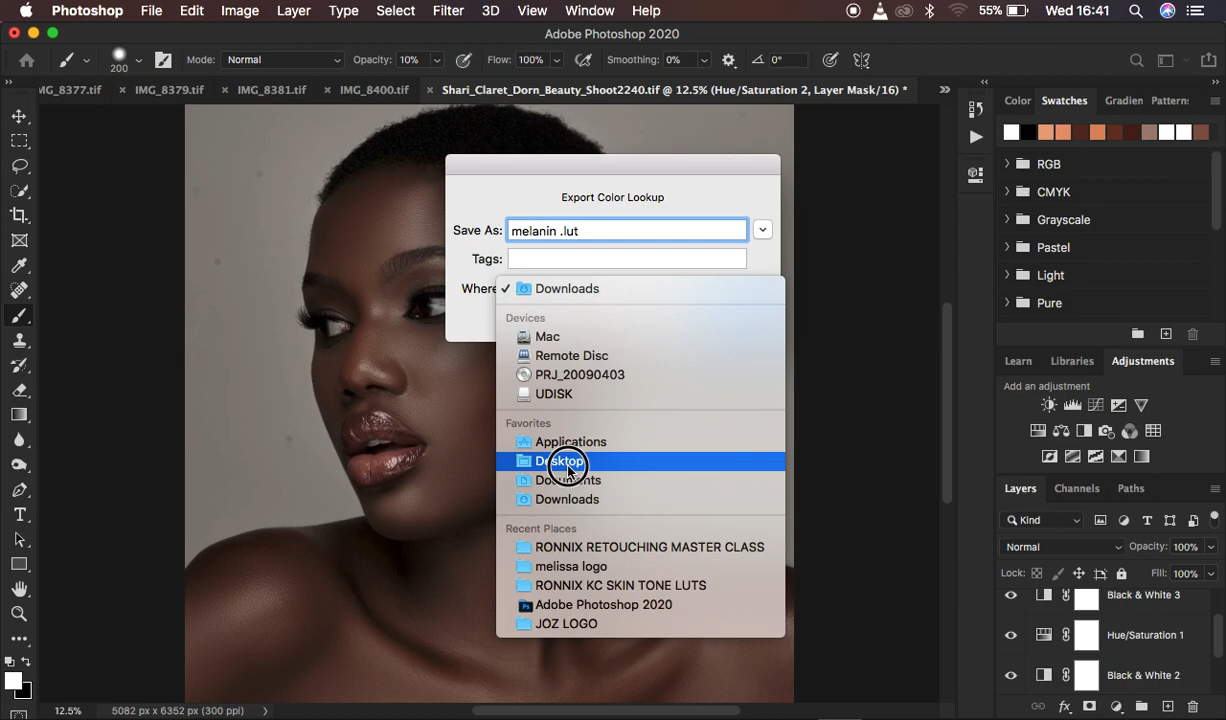 Photoshop File Edit Image Layer Type Select Filter 3D View Window Help 55% Wed 16:41
Adobe Photoshop 2020
200 Mode: Normal Opacity: 10% Flow: 100% Smoothing: 0% 0°
MG_8377.tif × IMG_8379.tif × IMG_8381.tif × IMG_8400.tif × Shari_Claret_Dorn_Beauty_Shoot2240.tif @ 12.5% (Hue/Saturation 2, Layer Mask/16) *
Color Swatches Gradien Pattern:
RGB
CMYK
Grayscale
Pastel
Light
Pure
Export Color Lookup
Save As: melanin .lut
Tags:
Where Downloads
Devices
Mac
Remote Disc
PRJ_20090403
UDISK
Favorites
Applications
Desktop
Documents
Downloads
Recent Places
RONNIX RETOUCHING MASTER CLASS
melissa logo
RONNIX KC SKIN TONE LUTS
Ps Adobe Photoshop 2020
JOZ LOGO
Learn Libraries Adjustments
Add an adjustment
Layers Channels Paths
Kind
Normal Opacity: 100%
Lock: Fill: 100%
Black & White 3
Hue/Saturation 1
Black & White 2
fx
12.5% 5082 px x 6352 px (300 ppi)